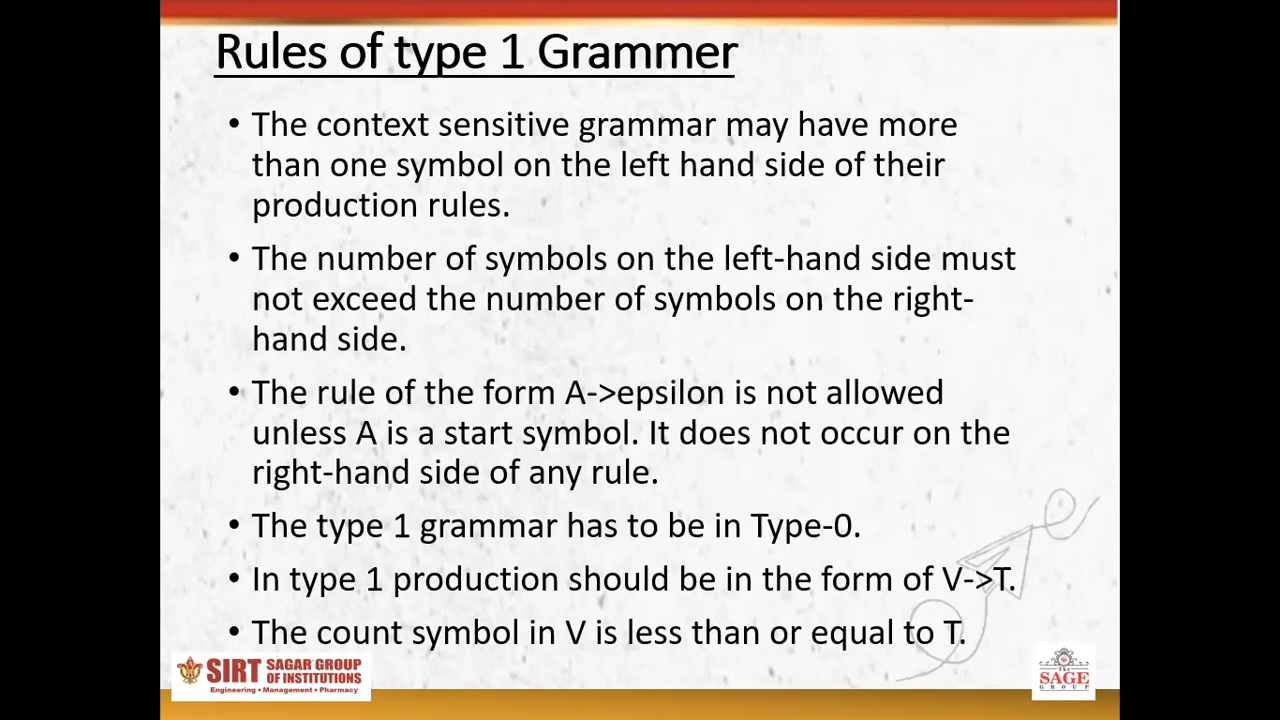 Rules of type 1 Grammer
• The context sensitive grammar may have more
than one symbol on the left hand side of their
production rules.
• The number of symbols on the left-hand side must
not exceed the number of symbols on the right-
hand side.
• The rule of the form A->epsilon is not allowed
unless A is a start symbol. It does not occur on the
right-hand side of any rule.
• The type 1 grammar has to be in Type-0.
• In type 1 production should be in the form of V->T.
• The count symbol in V is less than or equal to T.
SIRT SAGAR GROUP
OF INSTITUTIONS
Engineering • Management • Pharmacy
The
SAGE
GROUP